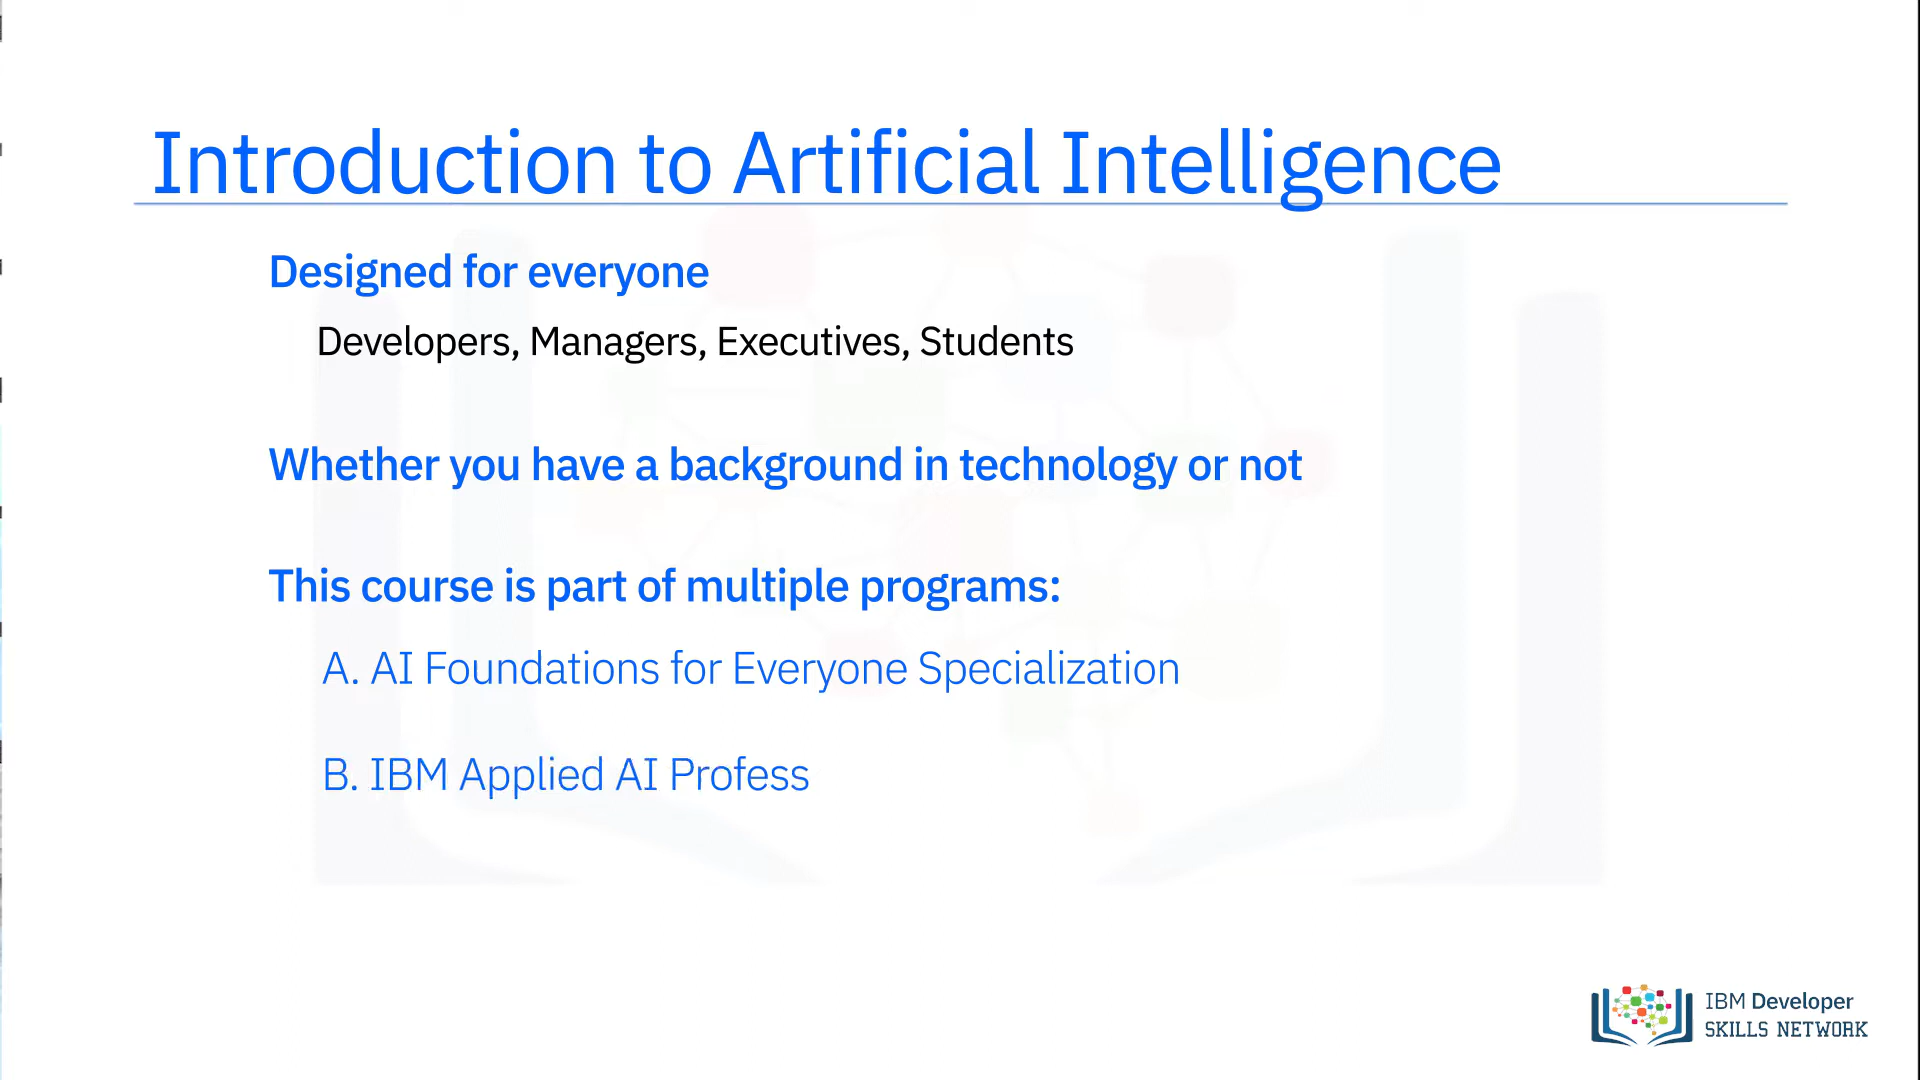 Introduction to Artificial Intelligence
Designed for everyone
Developers, Managers, Executives, Students
Whether you have a background in technology or not
This course is part of multiple programs:
A. AI Foundations for Everyone Specialization
B. IBM Applied AI Profess
IBM Developer
SKILLS NETWORK